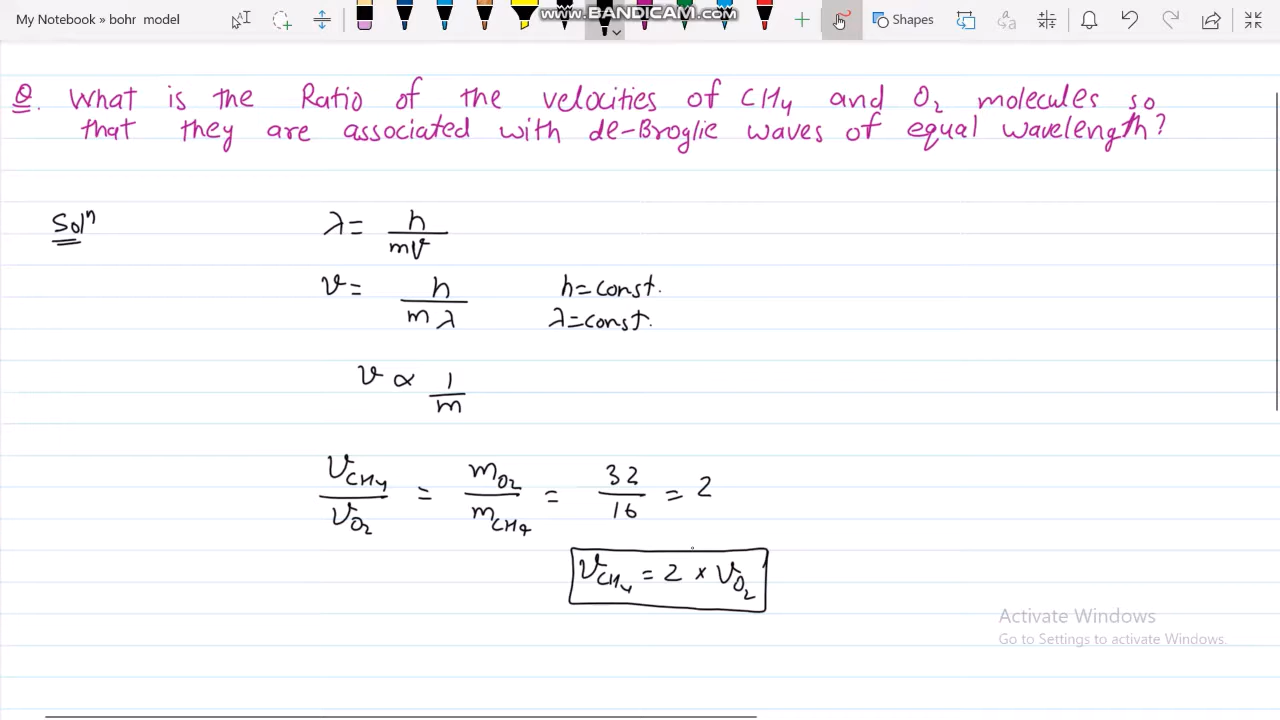 My Notebook » bohr model
www.BANDICAM.com
Shapes
Q. What is the Ratio of the velocities of CH4 and O2 molecules so
that they are associated with de-Broglie waves of equal wavelength?
Solⁿ
λ = h/mv
v = h/mλ h = const.
λ = const.
v ∝ 1/m
vCH4/vO2 = mO2/mCH4 = 32/16 = 2
vCH4 = 2 × vO2
Activate Windows
Go to Settings to activate Windows.